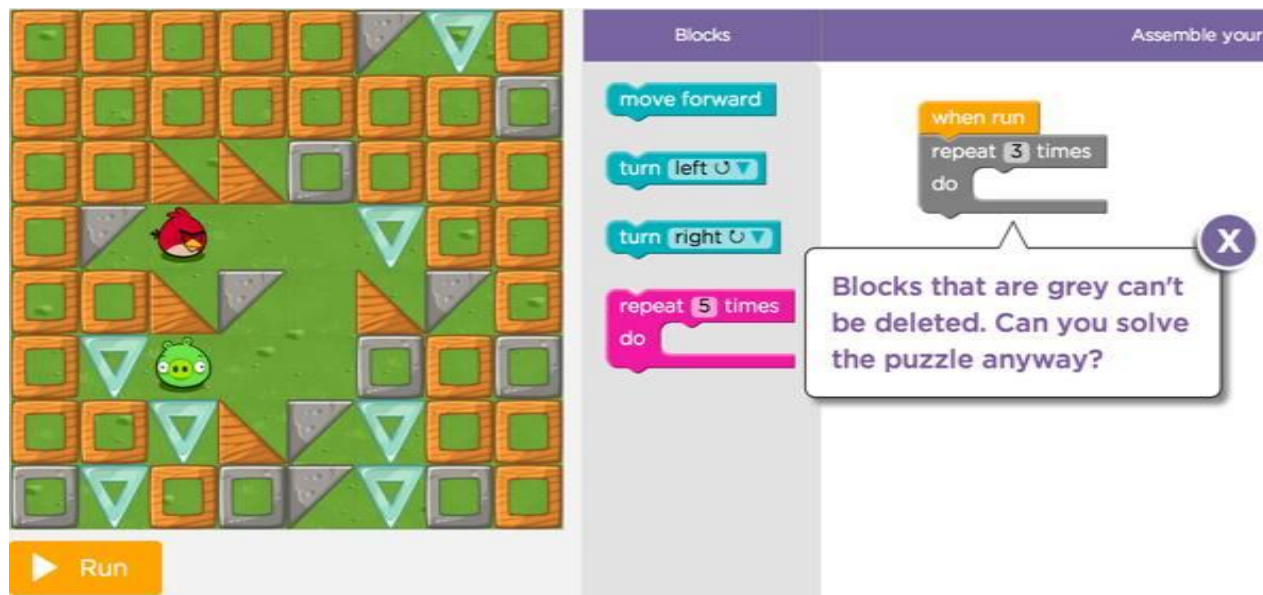 Blocks
Assemble your
move forward
turn left ↺ ▼
turn right ↻ ▼
repeat 5 times
do
when run
repeat 3 times
do
X
Blocks that are grey can't
be deleted. Can you solve
the puzzle anyway?
Run